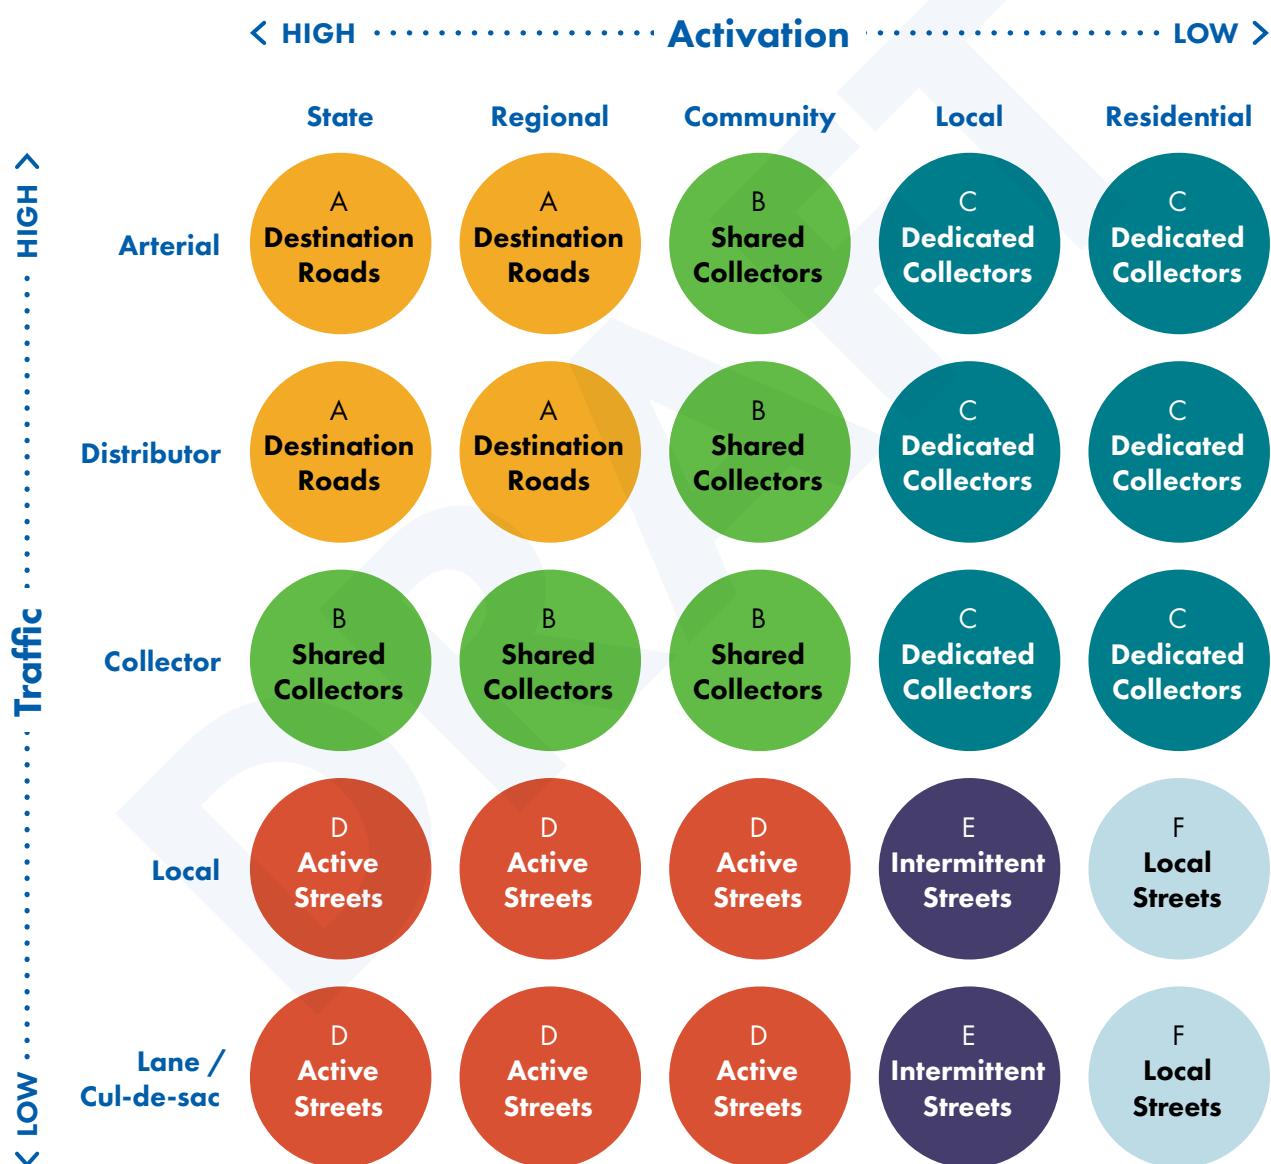 HIGH Activation LOW
State Regional Community Local Residential
HIGH
Traffic
LOW
Arterial
A
Destination
Roads
A
Destination
Roads
B
Shared
Collectors
C
Dedicated
Collectors
C
Dedicated
Collectors
Distributor
A
Destination
Roads
A
Destination
Roads
B
Shared
Collectors
C
Dedicated
Collectors
C
Dedicated
Collectors
Collector
B
Shared
Collectors
B
Shared
Collectors
B
Shared
Collectors
C
Dedicated
Collectors
C
Dedicated
Collectors
Local
D
Active
Streets
D
Active
Streets
D
Active
Streets
E
Intermittent
Streets
F
Local
Streets
Lane /
Cul-de-sac
D
Active
Streets
D
Active
Streets
D
Active
Streets
E
Intermittent
Streets
F
Local
Streets
DRAFT